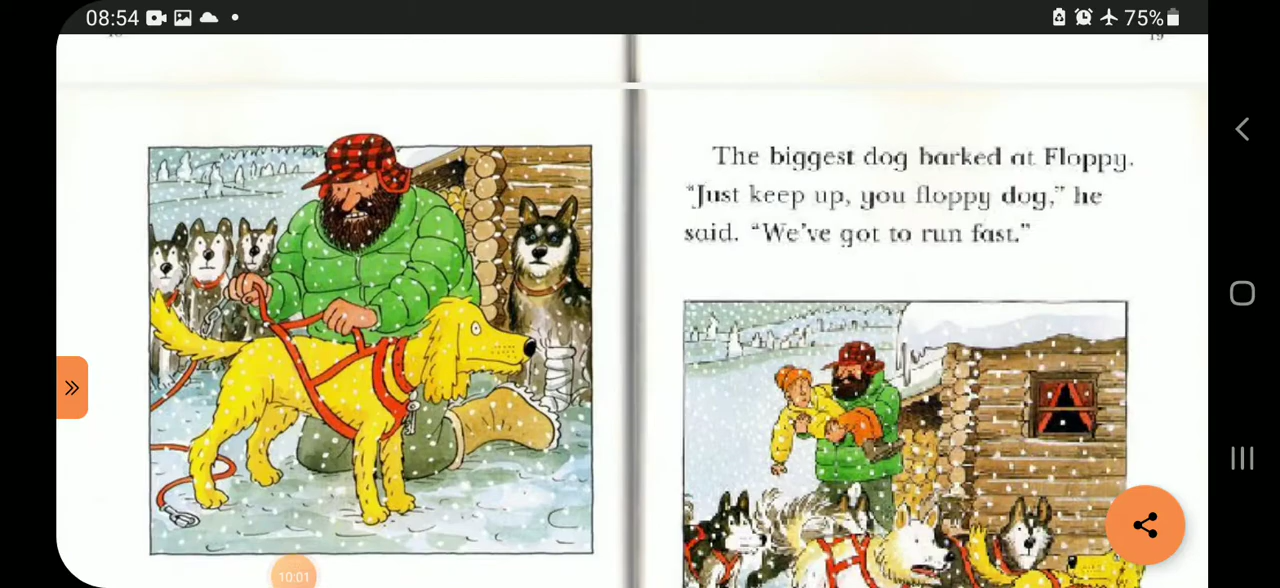 08:54
75%
19
The biggest dog barked at Floppy.
“Just keep up, you floppy dog,” he
said. “We’ve got to run fast.”
10:01